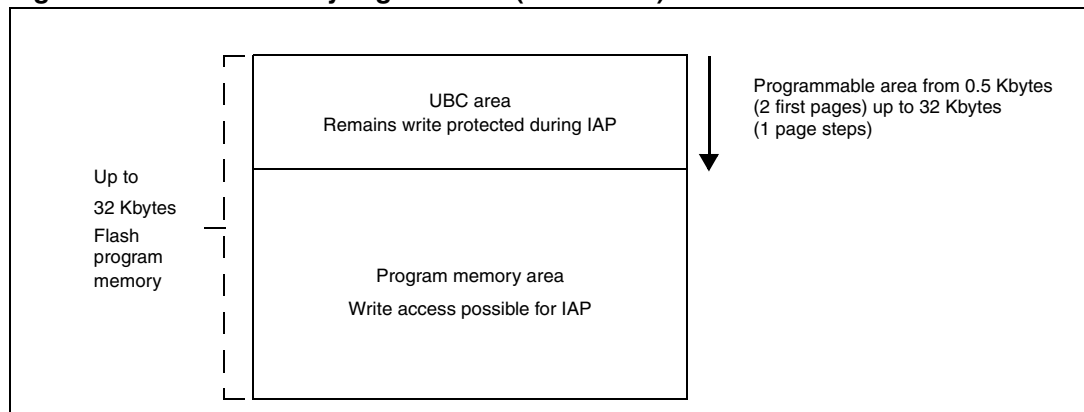 UBC area
Remains write protected during IAP
Programmable area from 0.5 Kbytes
(2 first pages) up to 32 Kbytes
(1 page steps)
Up to
32 Kbytes
Flash
program
memory
Program memory area
Write access possible for IAP